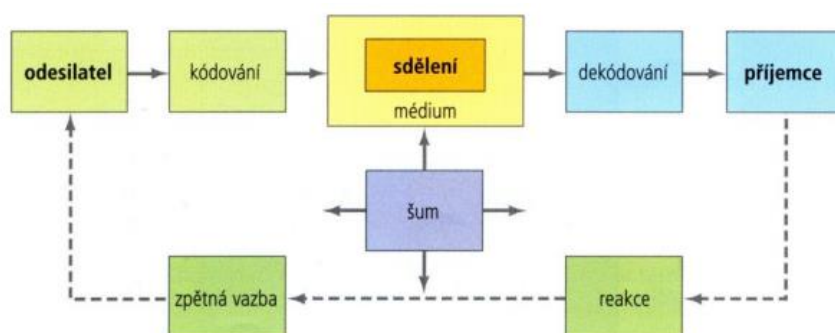 odesilatel
kódování
sdělení
médium
dekódování
příjemce
šum
zpětná vazba
reakce